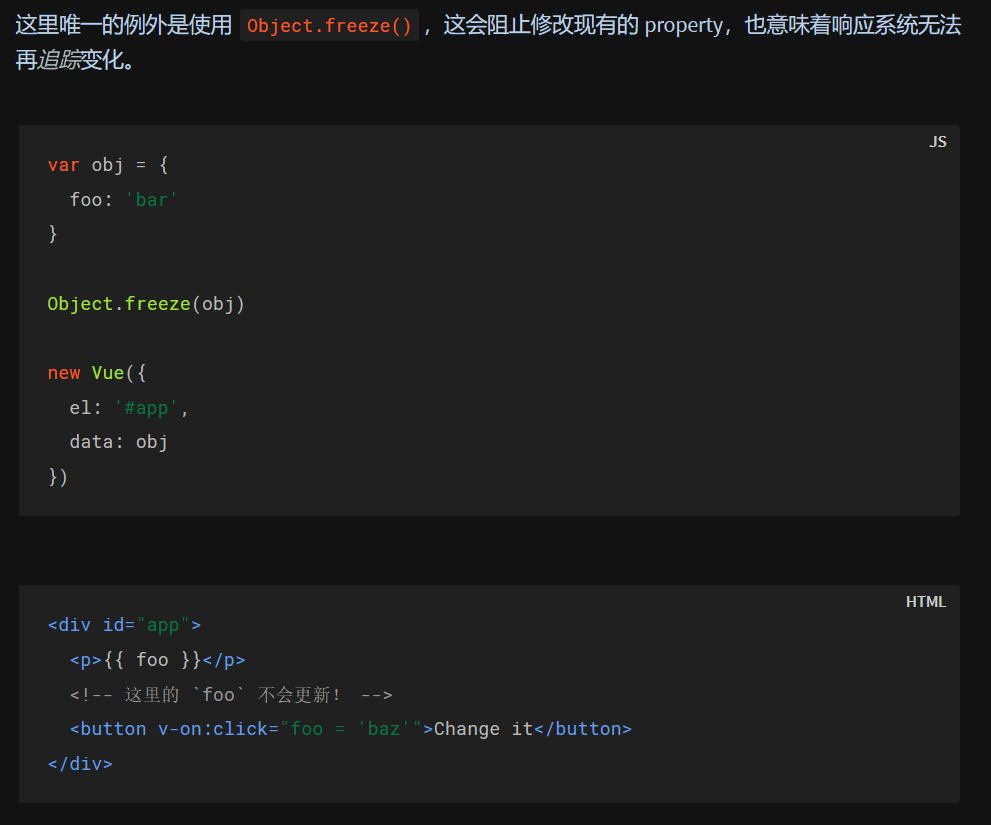 这里唯一的例外是使用 Object.freeze()，这会阻止修改现有的 property，也意味着响应系统无法
再追踪变化。
JS
var obj = {
  foo: 'bar'
}

Object.freeze(obj)

new Vue({
  el: '#app',
  data: obj
})
HTML
<div id="app">
  <p>{{ foo }}</p>
  <!-- 这里的 `foo` 不会更新！ -->
  <button v-on:click="foo = 'baz'">Change it</button>
</div>